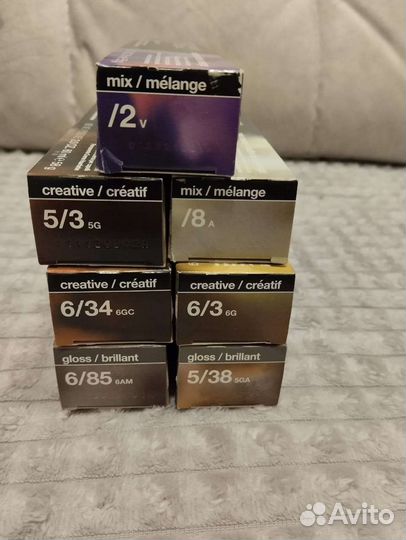 mix / mélange
/2 V
creative / créatif
5/3 5G
mix / mélange
/8 A
creative / créatif
6/34 6GC
creative / créatif
6/3 6G
gloss / brillant
6/85 6AM
gloss / brillant
5/38 5GA
Avito